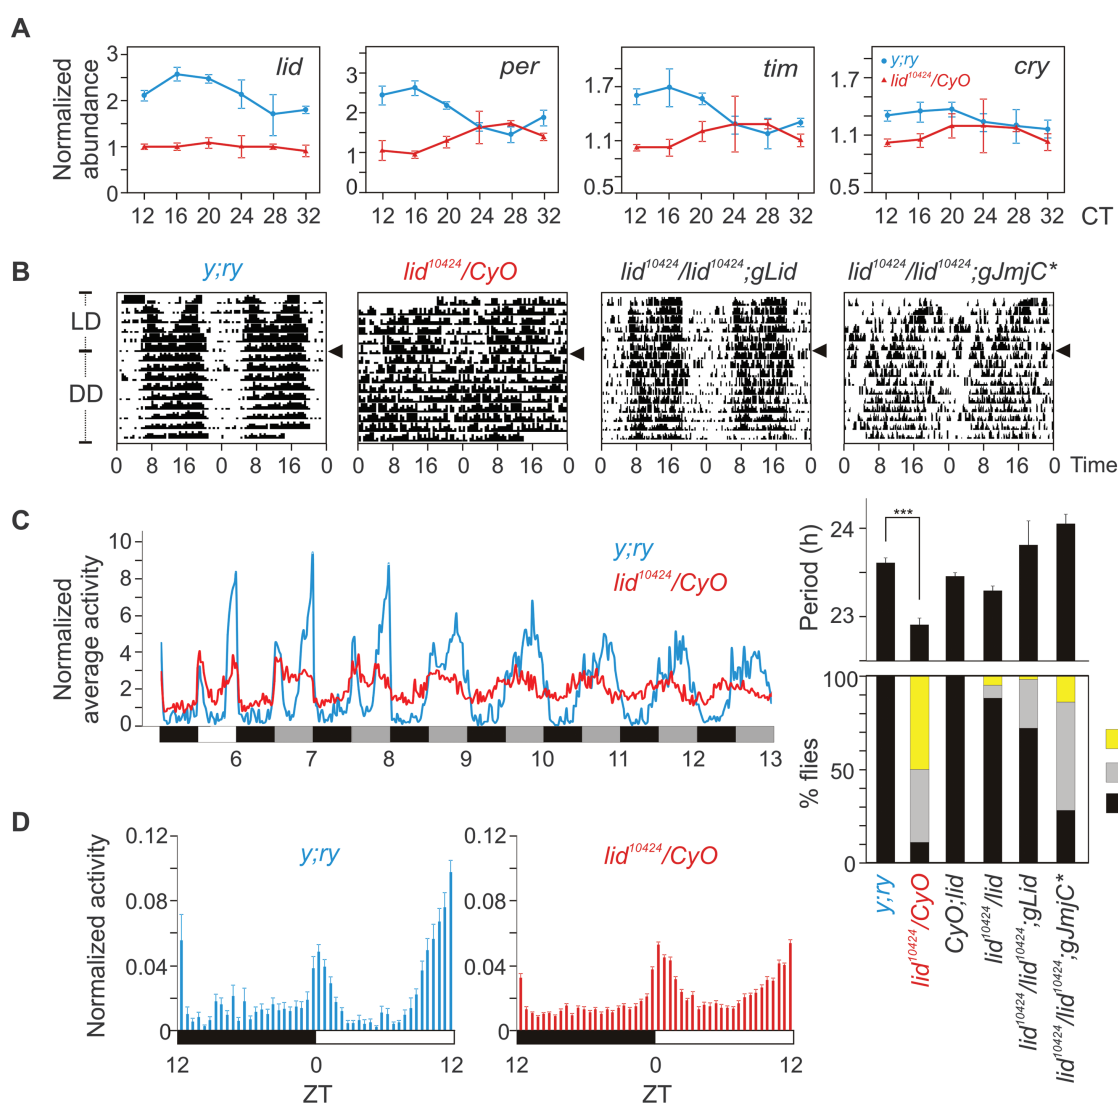 A
Normalized
abundance
3
2
1
0
lid
12 16 20 24 28 32
3
2
1
0
per
12 16 20 24 28 32
1.7
1.1
0.5
tim
12 16 20 24 28 32
1.7
1.1
0.5
y;ry
lid10424/CyO
cry
12 16 20 24 28 32
CT
B
y;ry
lid10424/CyO
lid10424/lid10424;gLid
lid10424/lid10424;gJmjC*
LD
DD
0 8 16 0 8 16 0
0 8 16 0 8 16 0
0 8 16 0 8 16 0
0 8 16 0 8 16 0
Time
C
Normalized
average activity
10
8
6
4
2
0
y;ry
lid10424/CyO
6 7 8 9 10 11 12 13
Period (h)
24
23
***
% flies
100
50
0
y;ry
lid10424/CyO
CyO;lid
lid10424/lid
lid10424/lid10424;gLid
lid10424/lid10424;gJmjC*
D
Normalized activity
0.12
0.08
0.04
0
y;ry
12 0 12
ZT
0.12
0.08
0.04
0
lid10424/CyO
12 0 12
ZT